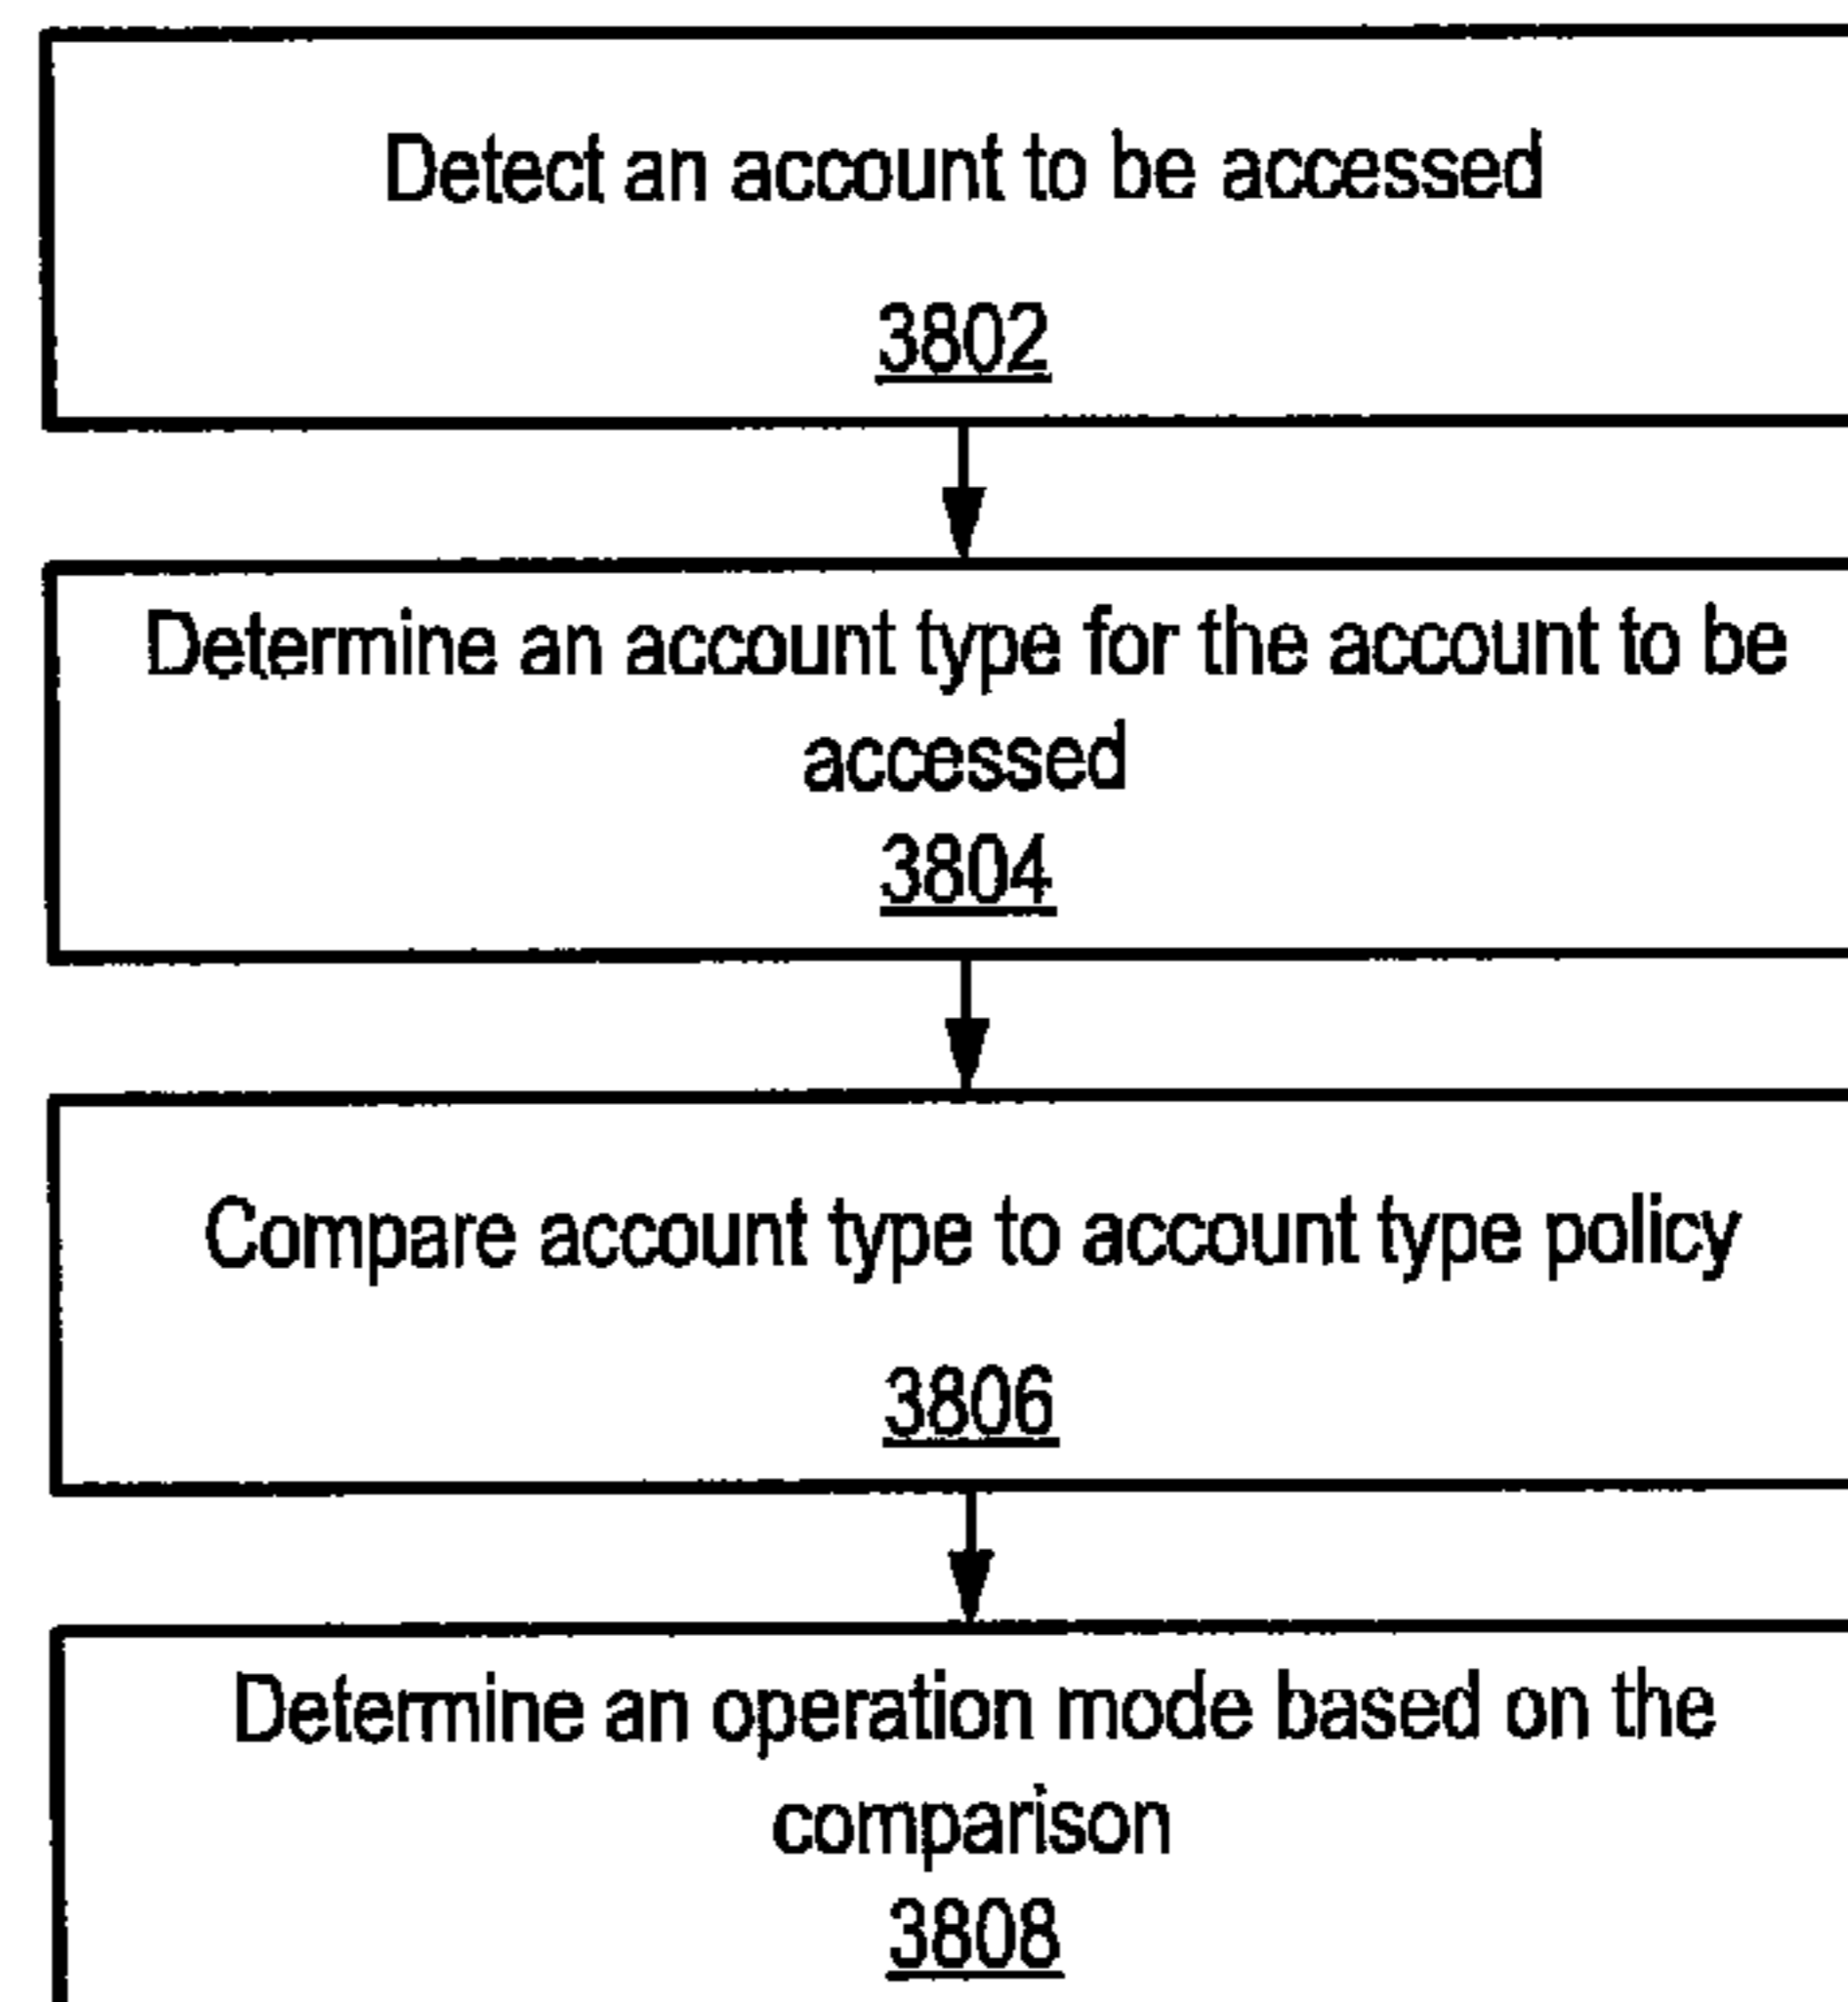 Detect an account to be accessed
3802
Determine an account type for the account to be
accessed
3804
Compare account type to account type policy
3806
Determine an operation mode based on the
comparison
3808